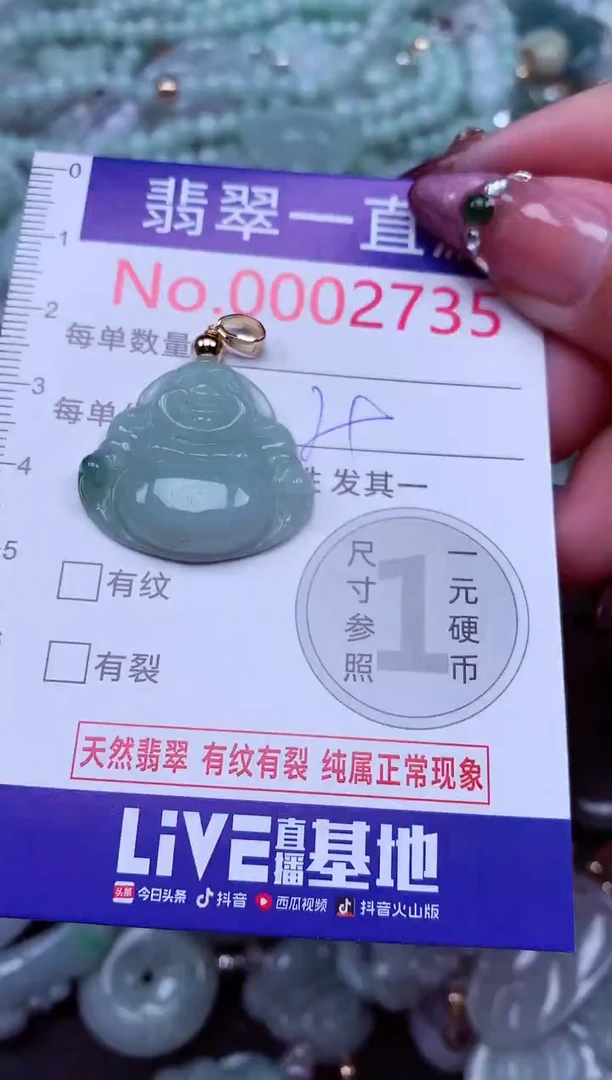 0
翡翠一直
1
No.0002735
2
每单数量
3
每单
4
发其一
5
尺寸参照
1
一元硬币
有纹
有裂
天然翡翠 有纹有裂 纯属正常现象
LiVE直播基地
头条 今日头条 抖音 西瓜视频 抖音火山版